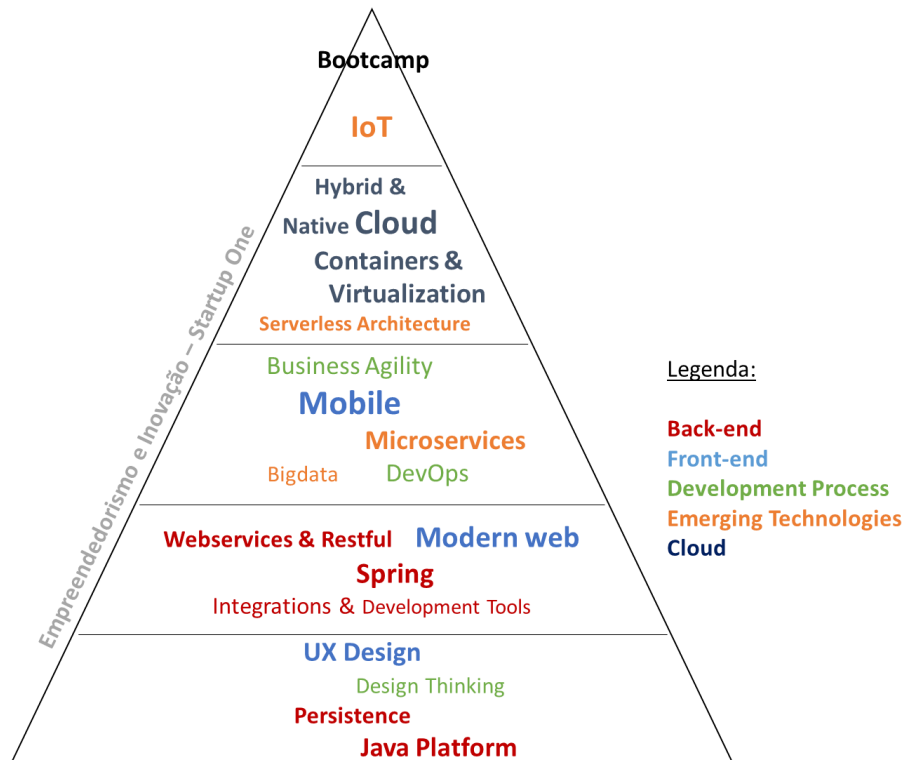 Bootcamp
IoT
Hybrid &
Native Cloud
Containers &
Virtualization
Serverless Architecture
Business Agility
Mobile
Microservices
Bigdata DevOps
Webservices & Restful Modern web
Spring
Integrations & Development Tools
UX Design
Design Thinking
Persistence
Java Platform
Empreendedorismo e Inovação – Startup One
Legenda:
Back-end
Front-end
Development Process
Emerging Technologies
Cloud